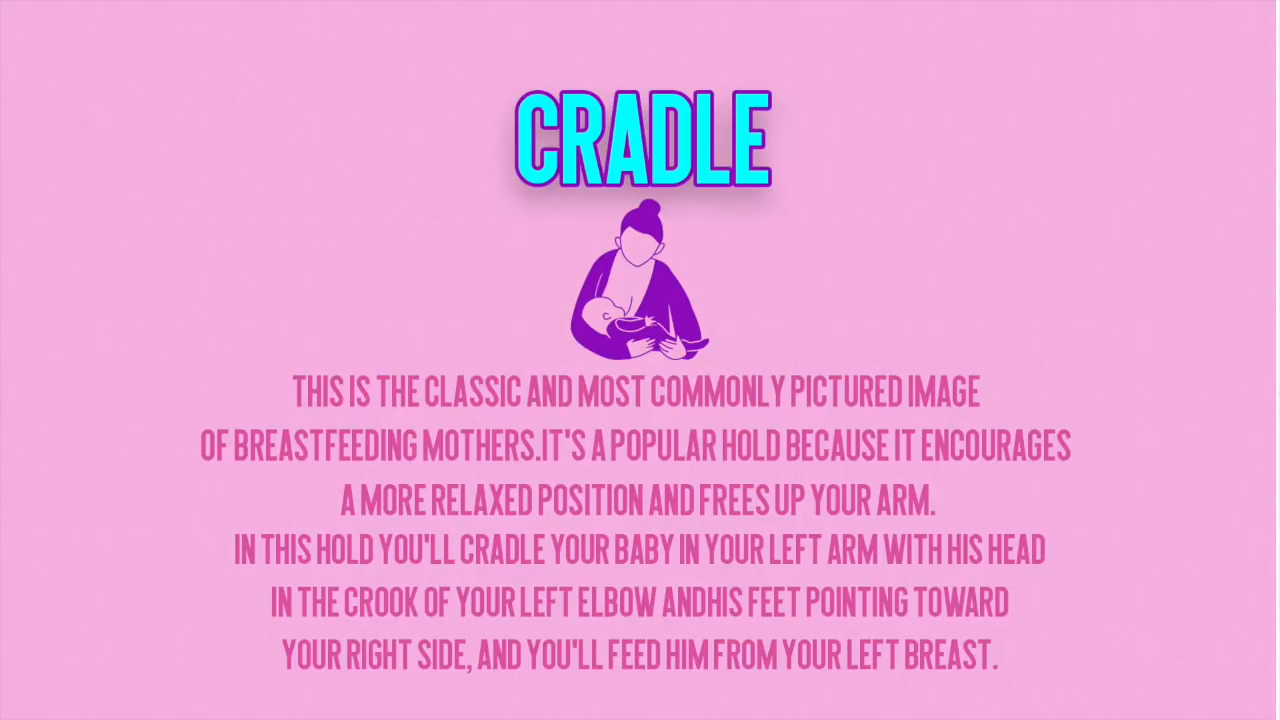 CRADLE
THIS IS THE CLASSIC AND MOST COMMONLY PICTURED IMAGE
OF BREASTFEEDING MOTHERS.IT'S A POPULAR HOLD BECAUSE IT ENCOURAGES
A MORE RELAXED POSITION AND FREES UP YOUR ARM.
IN THIS HOLD YOU'LL CRADLE YOUR BABY IN YOUR LEFT ARM WITH HIS HEAD
IN THE CROOK OF YOUR LEFT ELBOW ANDHIS FEET POINTING TOWARD
YOUR RIGHT SIDE, AND YOU'LL FEED HIM FROM YOUR LEFT BREAST.